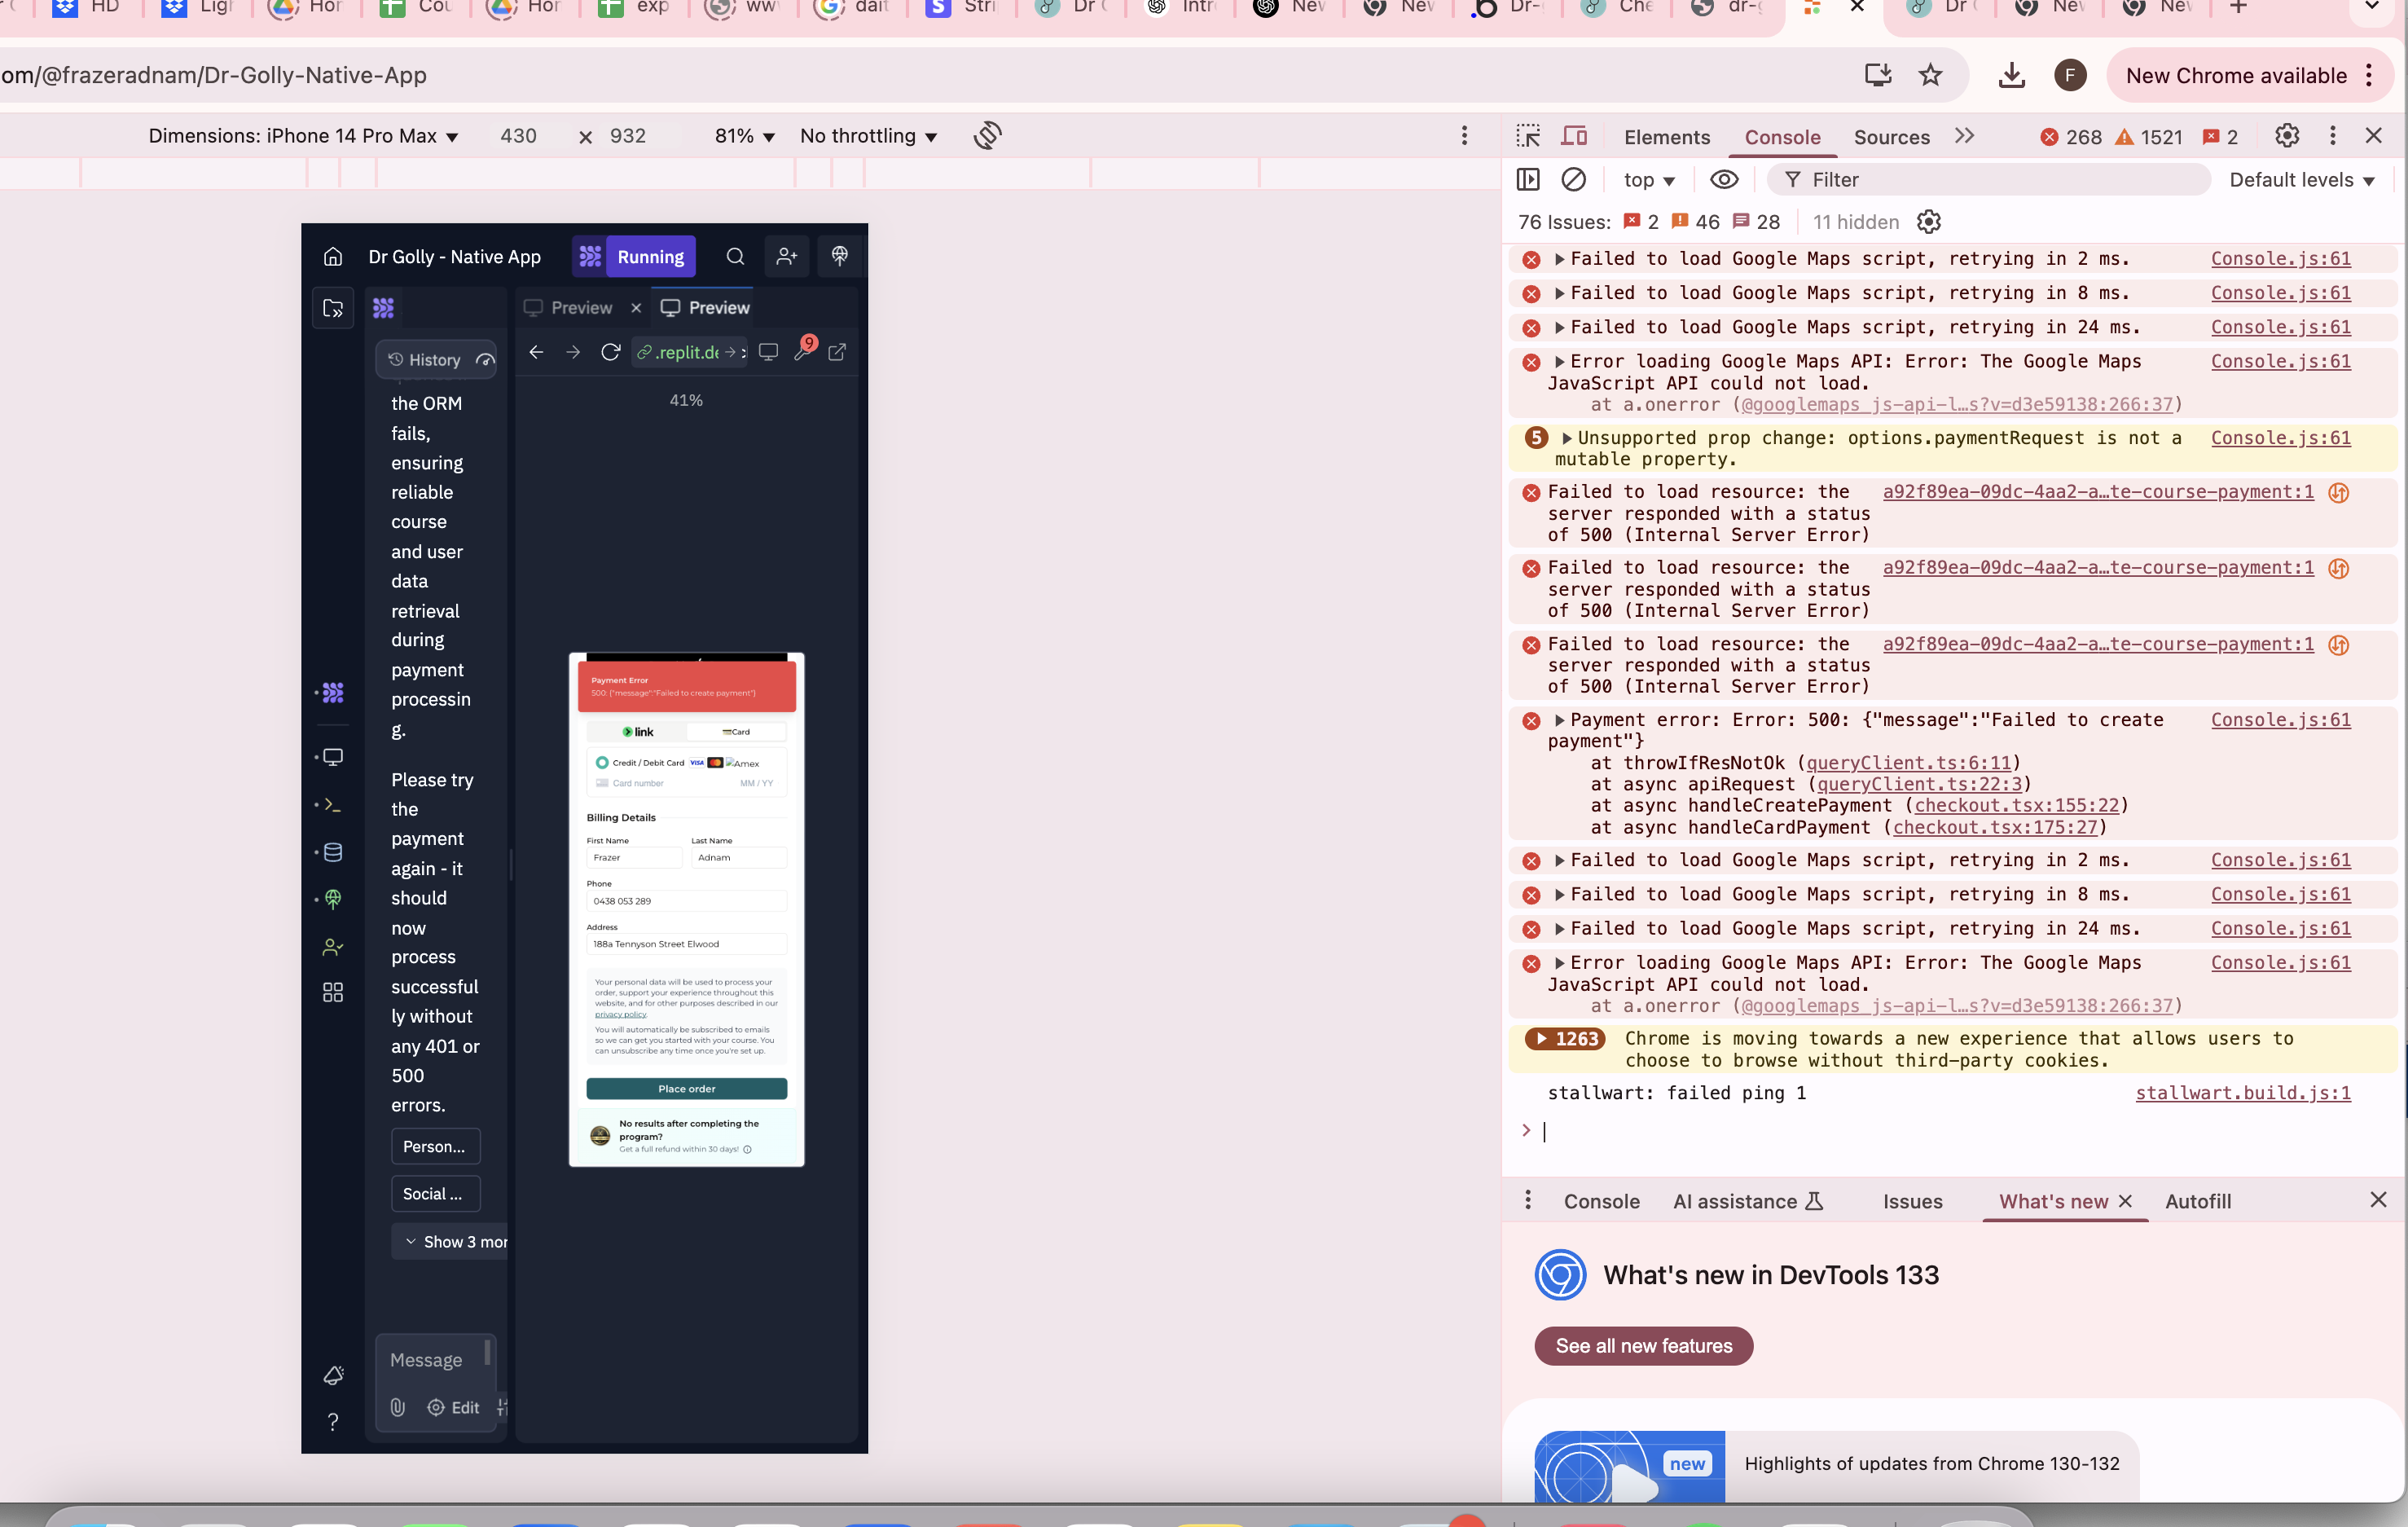 HD
Ligh
Hor
Cou
Hor
exp
ww
dait
Stri
Dr
Intr
New
New
Dr-
Che
dr-g
Dr
New
New
om/@frazeradnam/Dr-Golly-Native-App
F
New Chrome available
Dimensions: iPhone 14 Pro Max
430
×
932
81%
No throttling
Elements
Console
Sources
268
1521
2
top
Filter
Default levels
76 Issues:
2
46
28
11 hidden
Dr Golly - Native App
Running
Preview
Preview
History
.replit.de
9
41%
the ORM
fails,
ensuring
reliable
course
and user
data
retrieval
during
payment
processin
g.
Please try
the
payment
again - it
should
now
process
successful
ly without
any 401 or
500
errors.
Person...
Social ...
Show 3 mor
Message
Edit
?
Payment Error
500: {"message":"Failed to create payment"}
link
Card
Credit / Debit Card
VISA
Amex
Card number
MM / YY
Billing Details
First Name
Last Name
Frazer
Adnam
Phone
0438 053 289
Address
188a Tennyson Street Elwood
Your personal data will be used to process your
order, support your experience throughout this
website, and for other purposes described in our
privacy policy.
You will automatically be subscribed to emails
so we can get you started with your course. You
can unsubscribe any time once you're set up.
Place order
No results after completing the
program?
Get a full refund within 30 days!
Failed to load Google Maps script, retrying in 2 ms.
Console.js:61
Failed to load Google Maps script, retrying in 8 ms.
Console.js:61
Failed to load Google Maps script, retrying in 24 ms.
Console.js:61
Error loading Google Maps API: Error: The Google Maps
Console.js:61
JavaScript API could not load.
at a.onerror (@googlemaps_js-api-l…s?v=d3e59138:266:37)
5
Unsupported prop change: options.paymentRequest is not a
Console.js:61
mutable property.
Failed to load resource: the
a92f89ea-09dc-4aa2-a…te-course-payment:1
server responded with a status
of 500 (Internal Server Error)
Failed to load resource: the
a92f89ea-09dc-4aa2-a…te-course-payment:1
server responded with a status
of 500 (Internal Server Error)
Failed to load resource: the
a92f89ea-09dc-4aa2-a…te-course-payment:1
server responded with a status
of 500 (Internal Server Error)
Payment error: Error: 500: {"message":"Failed to create
Console.js:61
payment"}
at throwIfResNotOk (queryClient.ts:6:11)
at async apiRequest (queryClient.ts:22:3)
at async handleCreatePayment (checkout.tsx:155:22)
at async handleCardPayment (checkout.tsx:175:27)
Failed to load Google Maps script, retrying in 2 ms.
Console.js:61
Failed to load Google Maps script, retrying in 8 ms.
Console.js:61
Failed to load Google Maps script, retrying in 24 ms.
Console.js:61
Error loading Google Maps API: Error: The Google Maps
Console.js:61
JavaScript API could not load.
at a.onerror (@googlemaps_js-api-l…s?v=d3e59138:266:37)
1263
Chrome is moving towards a new experience that allows users to
choose to browse without third-party cookies.
stallwart: failed ping 1
stallwart.build.js:1
Console
AI assistance
Issues
What's new
Autofill
What's new in DevTools 133
See all new features
new
Highlights of updates from Chrome 130-132